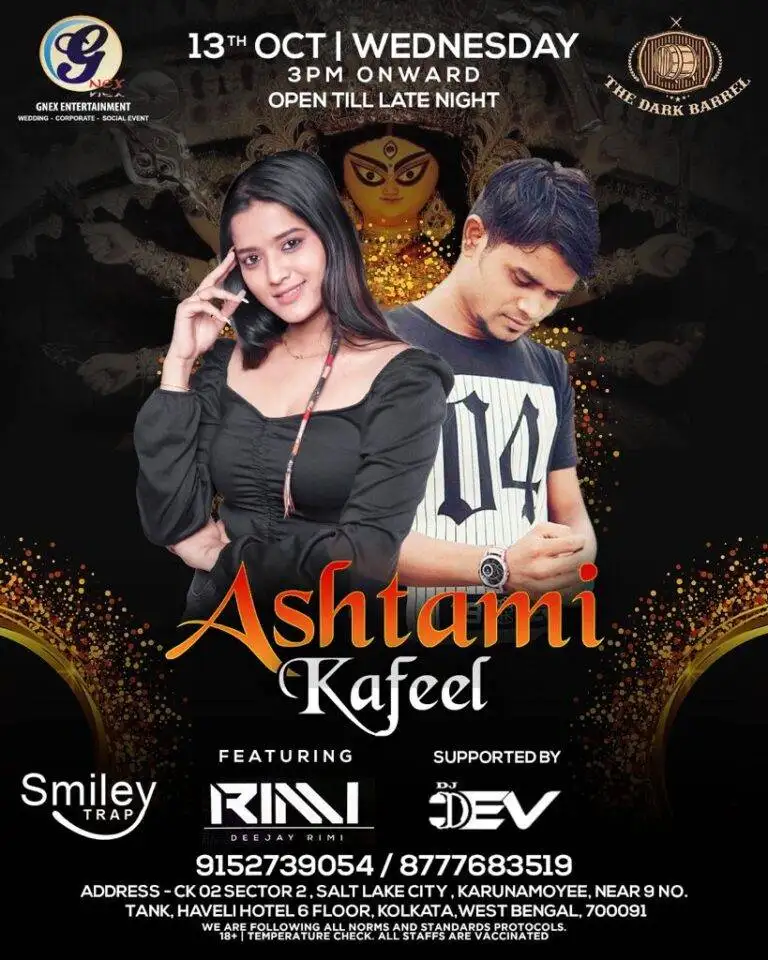 G
NEX
GNEX ENTERTAINMENT
WEDDING - CORPORATE - SOCIAL EVENT
13TH OCT | WEDNESDAY
3PM ONWARD
OPEN TILL LATE NIGHT
THE DARK BARREL
04
Ashtami
Kafeel
Smiley
TRAP
FEATURING
RIMI
DEEJAY RIMI
SUPPORTED BY
DJ
DEV
9152739054 / 8777683519
ADDRESS - CK 02 SECTOR 2 , SALT LAKE CITY , KARUNAMOYEE, NEAR 9 NO.
TANK, HAVELI HOTEL 6 FLOOR, KOLKATA,WEST BENGAL, 700091
WE ARE FOLLOWING ALL NORMS AND STANDARDS PROTOCOLS.
18+ | TEMPERATURE CHECK. ALL STAFFS ARE VACCINATED